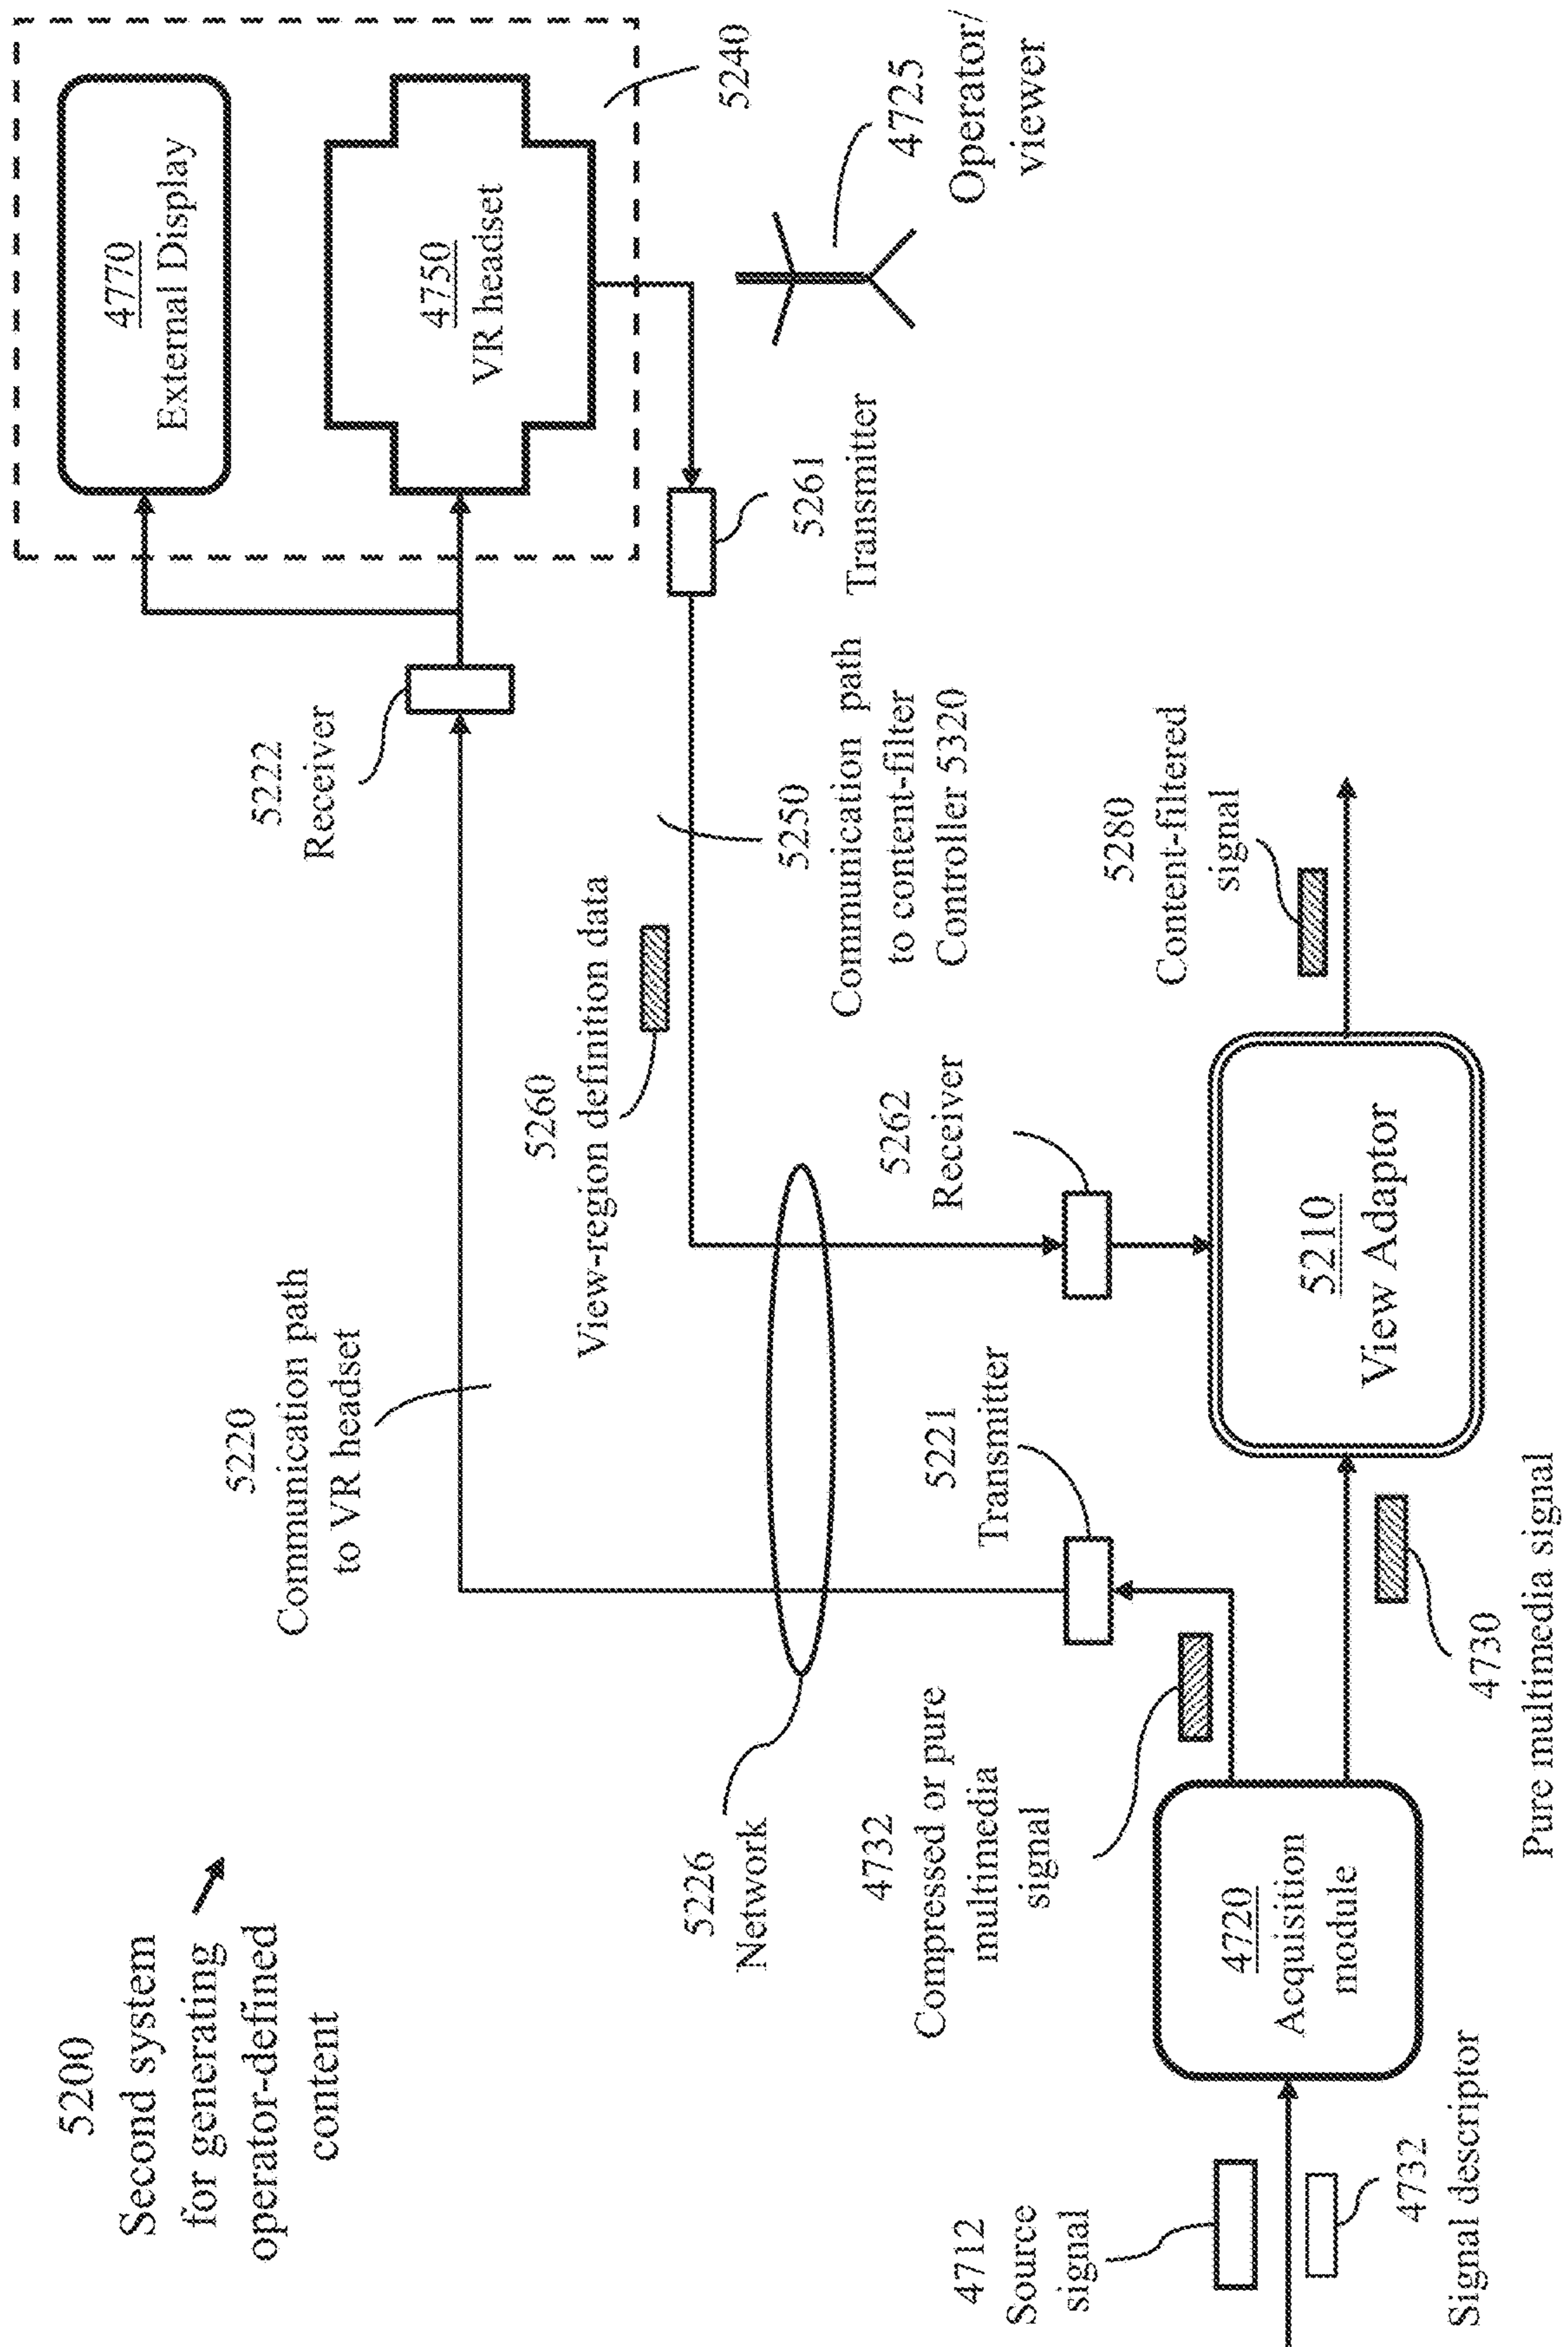 5200
Second system
for generating
operator-defined
content
5220
Communication path
to VR headset
5222
Receiver
4770
External Display
4750
VR headset
5240
4725
Operator/
viewer
5260
View-region definition data
5261
Transmitter
5250
Communication path
to content-filter
Controller 5320
5226
Network
5221
Transmitter
5262
Receiver
4732
Compressed or pure
multimedia
signal
5280
Content-filtered
signal
4712
Source
signal
4720
Acquisition
module
5210
View Adaptor
4732
Signal descriptor
4730
Pure multimedia signal